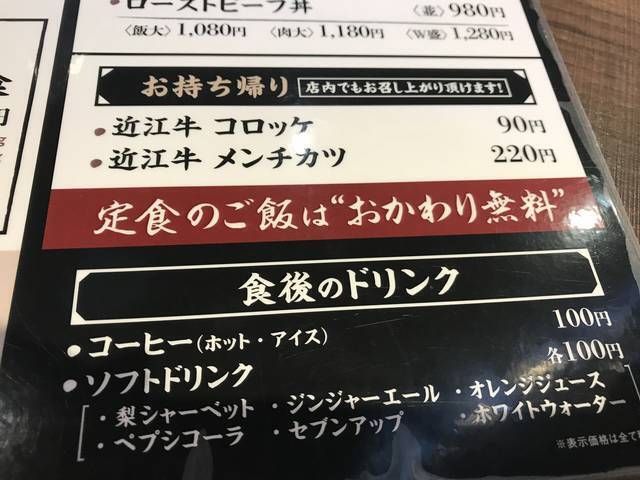 ・ローストビーフ丼 〈並〉980円
〈飯大〉1,080円 〈肉大〉1,180円 〈W盛〉1,280円
お持ち帰り 店内でもお召し上がり頂けます!
・近江牛 コロッケ 90円
・近江牛 メンチカツ 220円
定食のご飯は“おかわり無料”
食後のドリンク
・コーヒー(ホット・アイス) 100円
・ソフトドリンク 各100円
・梨シャーベット ・ジンジャーエール ・オレンジジュース
・ペプシコーラ ・セブンアップ ・ホワイトウォーター
※表示価格は全て